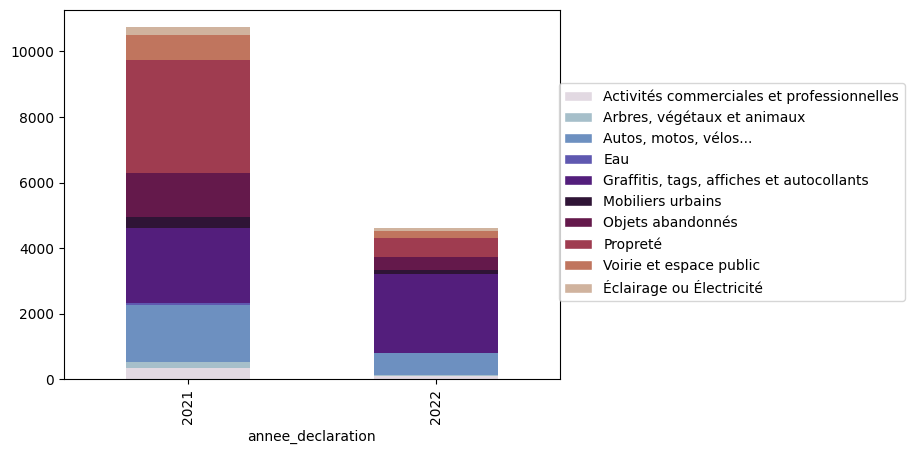 10000
8000
6000
4000
2000
0
2021
2022
annee_declaration
Activités commerciales et professionnelles
Arbres, végétaux et animaux
Autos, motos, vélos...
Eau
Graffitis, tags, affiches et autocollants
Mobiliers urbains
Objets abandonnés
Propreté
Voirie et espace public
Éclairage ou Électricité